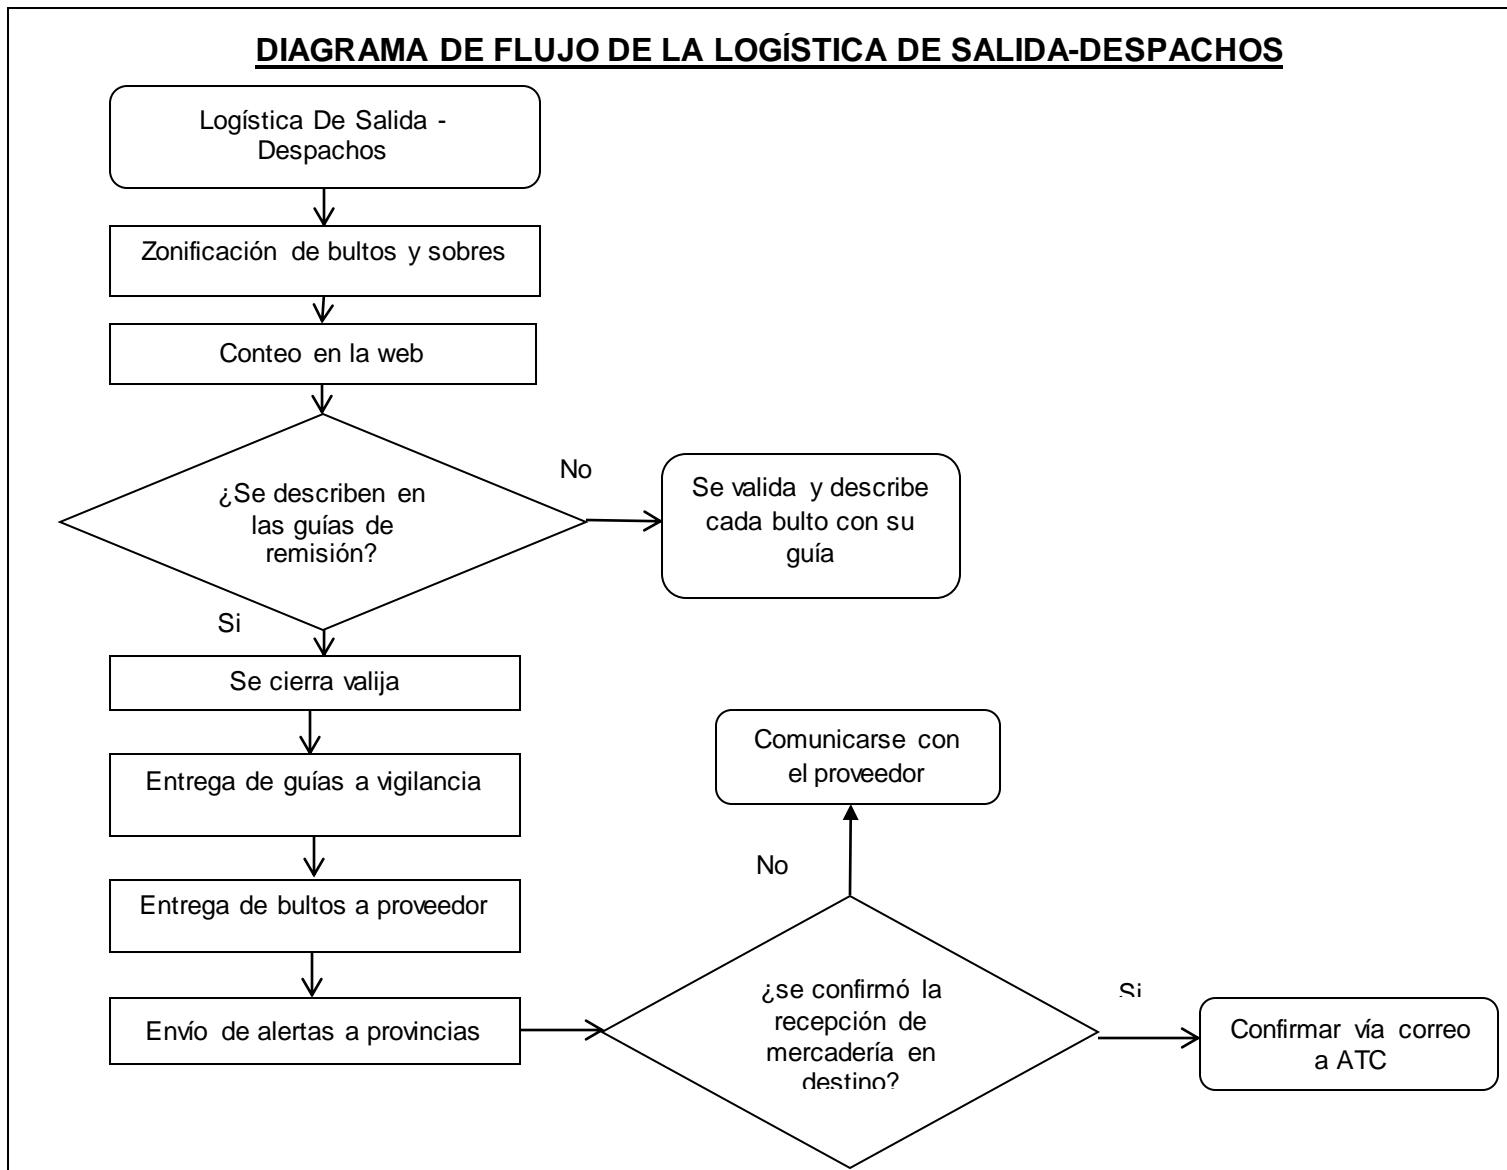 DIAGRAMA DE FLUJO DE LA LOGÍSTICA DE SALIDA-DESPACHOS
Logística De Salida -
Despachos
Zonificación de bultos y sobres
Conteo en la web
¿Se describen en
las guías de
remisión?
No
Se valida y describe
cada bulto con su
guía
Si
Se cierra valija
Entrega de guías a vigilancia
Entrega de bultos a proveedor
Envío de alertas a provincias
¿se confirmó la
recepción de
mercadería en
destino?
No
Comunicarse con
el proveedor
Si
Confirmar vía correo
a ATC